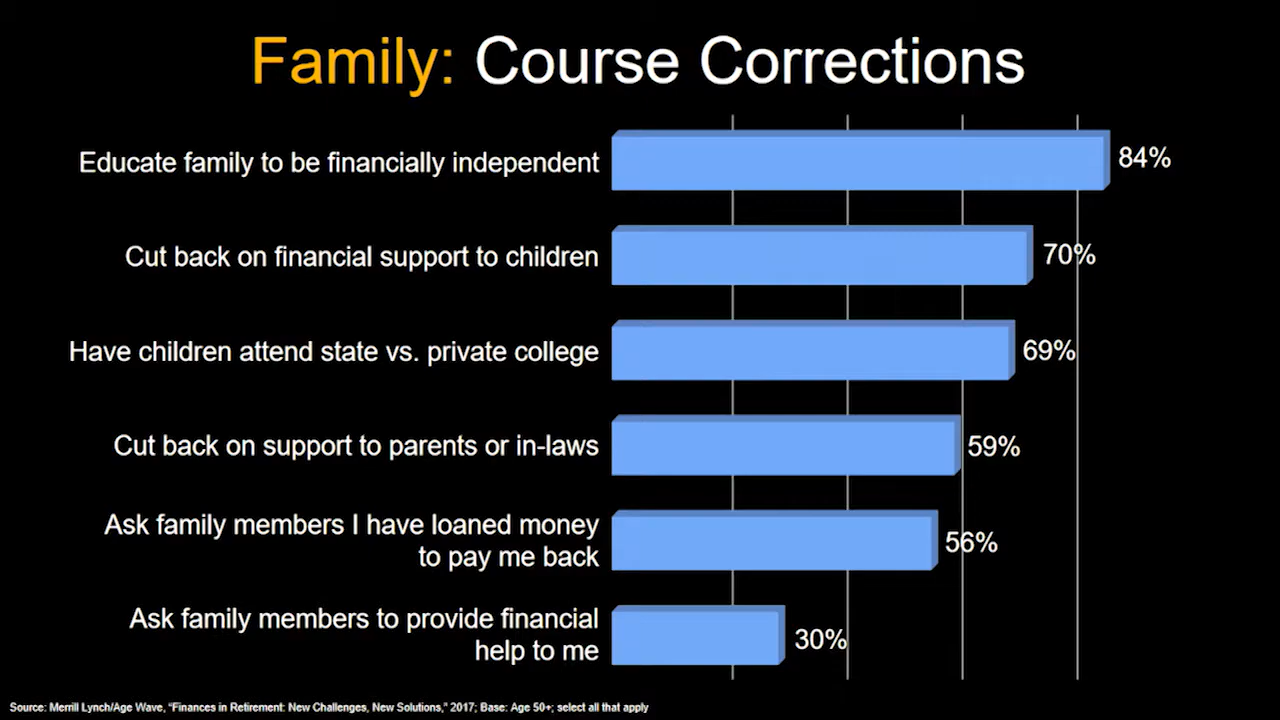 Family: Course Corrections
Educate family to be financially independent
84%
Cut back on financial support to children
70%
Have children attend state vs. private college
69%
Cut back on support to parents or in-laws
59%
Ask family members I have loaned money
to pay me back
56%
Ask family members to provide financial
help to me
30%
Source: Merrill Lynch/Age Wave, “Finances in Retirement: New Challenges, New Solutions,” 2017; Base: Age 50+; select all that apply